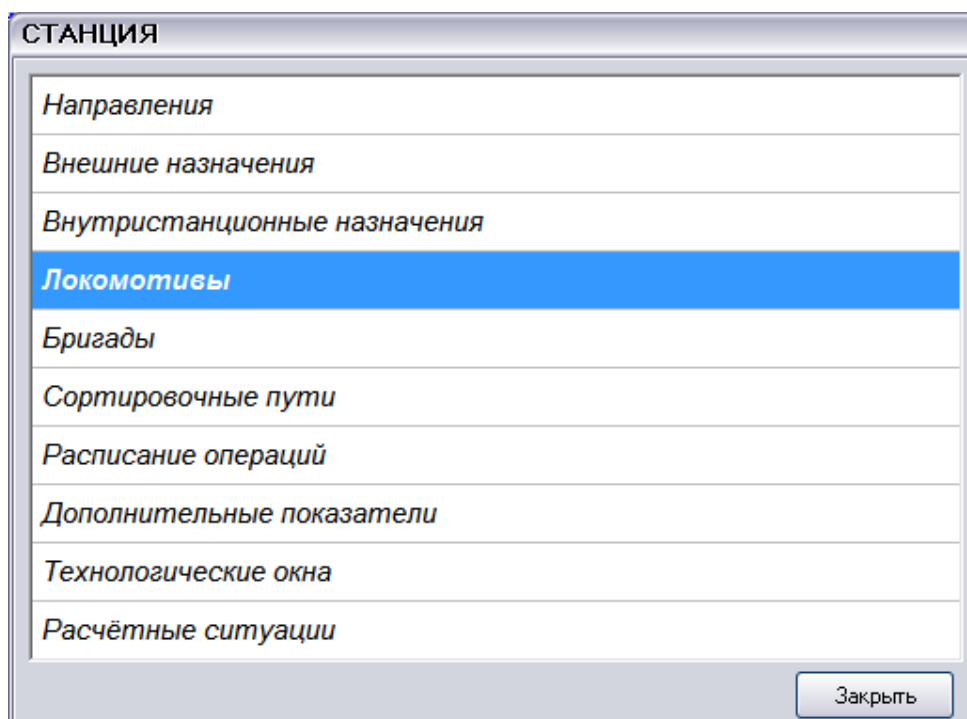 СТАНЦИЯ
Направления
Внешние назначения
Внутристанционные назначения
Локомотивы
Бригады
Сортировочные пути
Расписание операций
Дополнительные показатели
Технологические окна
Расчётные ситуации
Закрыть